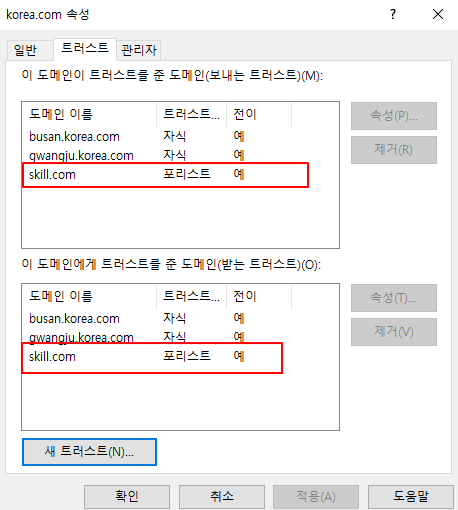 korea.com 속성
일반 트러스트 관리자
이 도메인이 트러스트를 준 도메인(보내는 트러스트)(M):
도메인 이름 트러스트... 전이
busan.korea.com 자식 예
gwangju.korea.com 자식 예
skill.com 포리스트 예
속성(P)...
제거(R)
이 도메인에게 트러스트를 준 도메인(받는 트러스트)(O):
도메인 이름 트러스트... 전이
busan.korea.com 자식 예
gwangju.korea.com 자식 예
skill.com 포리스트 예
속성(T)...
제거(V)
새 트러스트(N)...
확인 취소 적용(A) 도움말